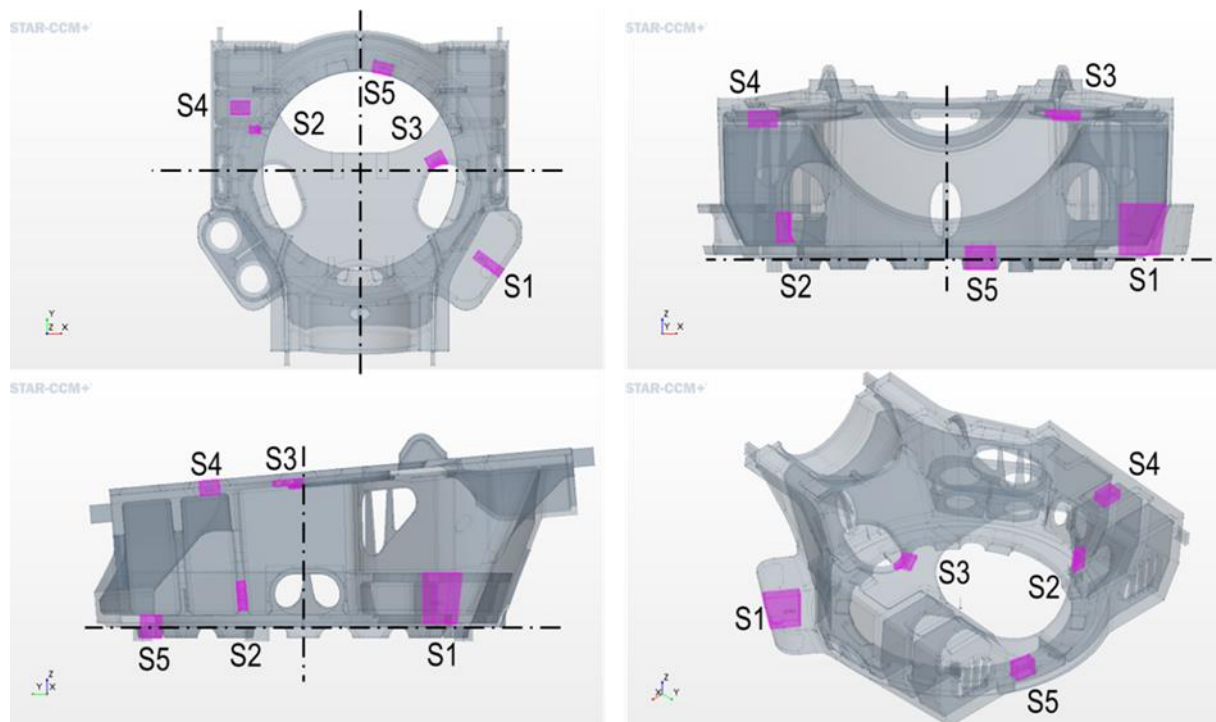 STAR-CCM+
S4
S2
S3
S5
S1
Y
Z X
STAR-CCM+
S4
S3
S2
S5
S1
Z
Y X
STAR-CCM+
S4
S3
S5
S2
S1
Z
Y X
STAR-CCM+
S4
S3
S2
S1
S5
Z
X Y